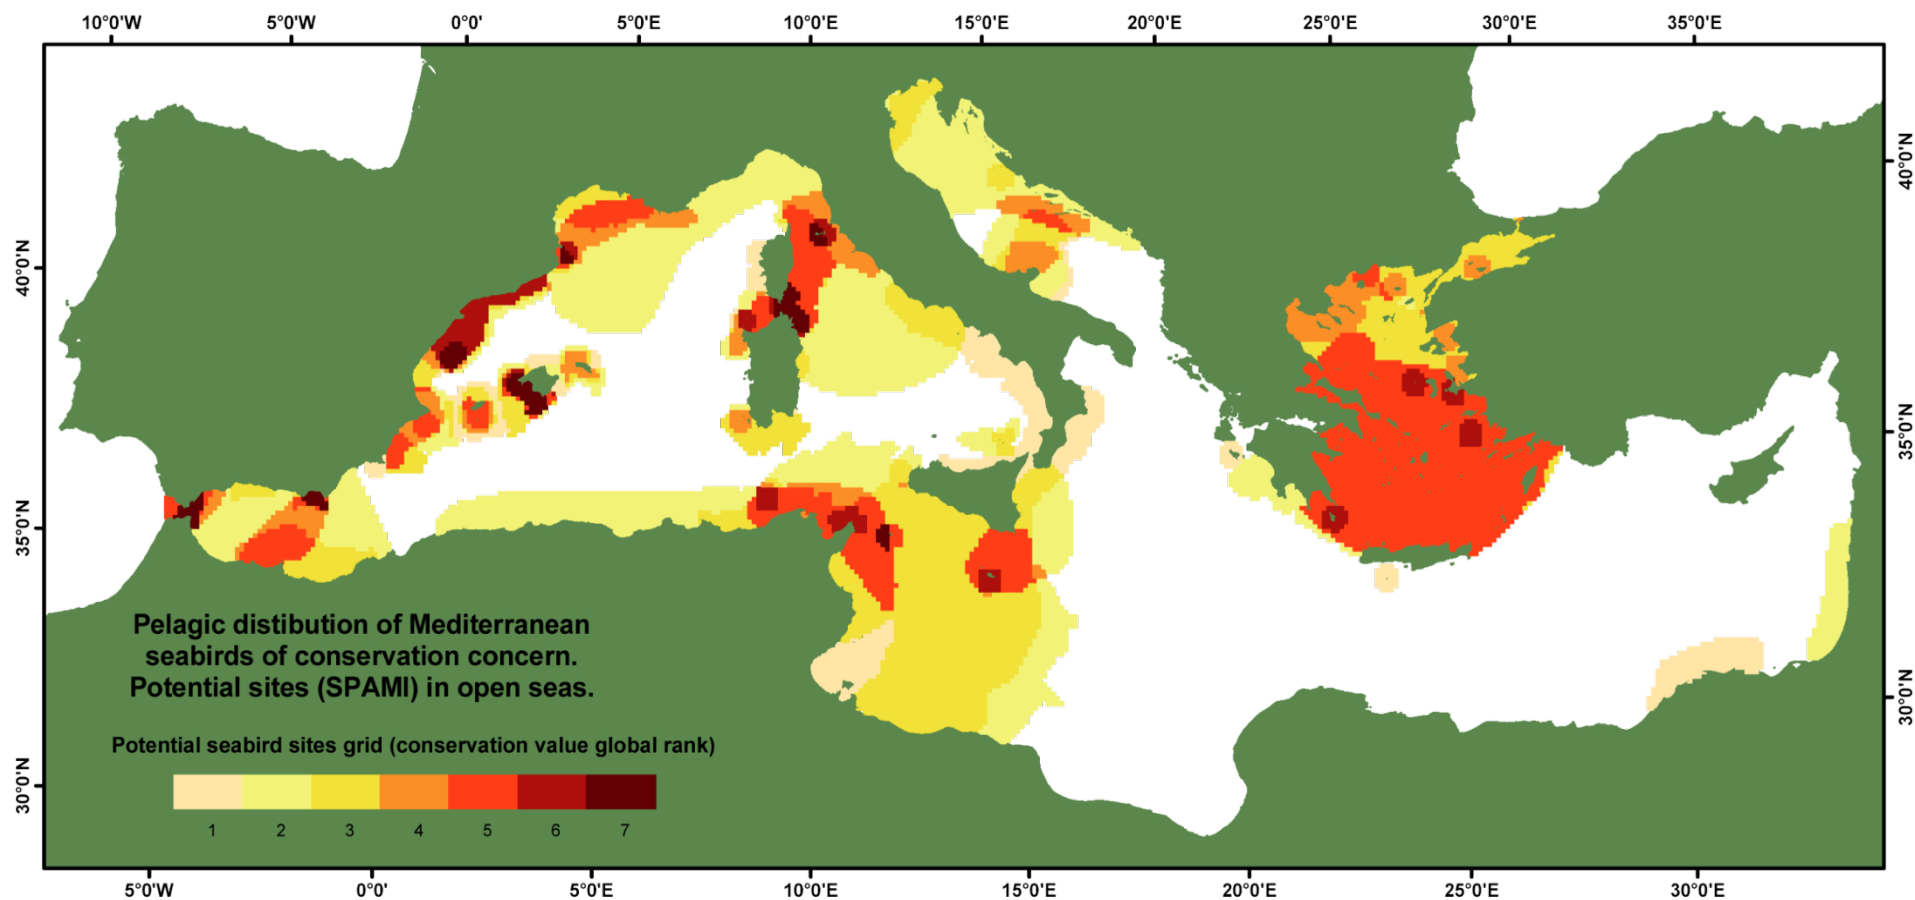 10°0'W 5°0'W 0°0' 5°0'E 10°0'E 15°0'E 20°0'E 25°0'E 30°0'E 35°0'E
40°0'N
35°0'N
30°0'N
40°0'N
35°0'N
30°0'N
Pelagic distibution of Mediterranean
seabirds of conservation concern.
Potential sites (SPAMI) in open seas.
Potential seabird sites grid (conservation value global rank)
1 2 3 4 5 6 7
5°0'W 0°0' 5°0'E 10°0'E 15°0'E 20°0'E 25°0'E 30°0'E